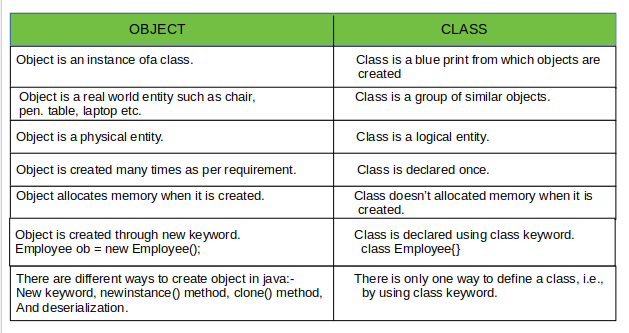 OBJECT
CLASS
Object is an instance ofa class.
Class is a blue print from which objects are
created
Object is a real world entity such as chair,
pen. table, laptop etc.
Class is a group of similar objects.
Object is a physical entity.
Class is a logical entity.
Object is created many times as per requirement.
Class is declared once.
Object allocates memory when it is created.
Class doesn't allocated memory when it is
created.
Object is created through new keyword.
Employee ob = new Employee();
Class is declared using class keyword.
class Employee{}
There are different ways to create object in java:-
New keyword, newinstance() method, clone() method,
And deserialization.
There is only one way to define a class, i.e.,
by using class keyword.